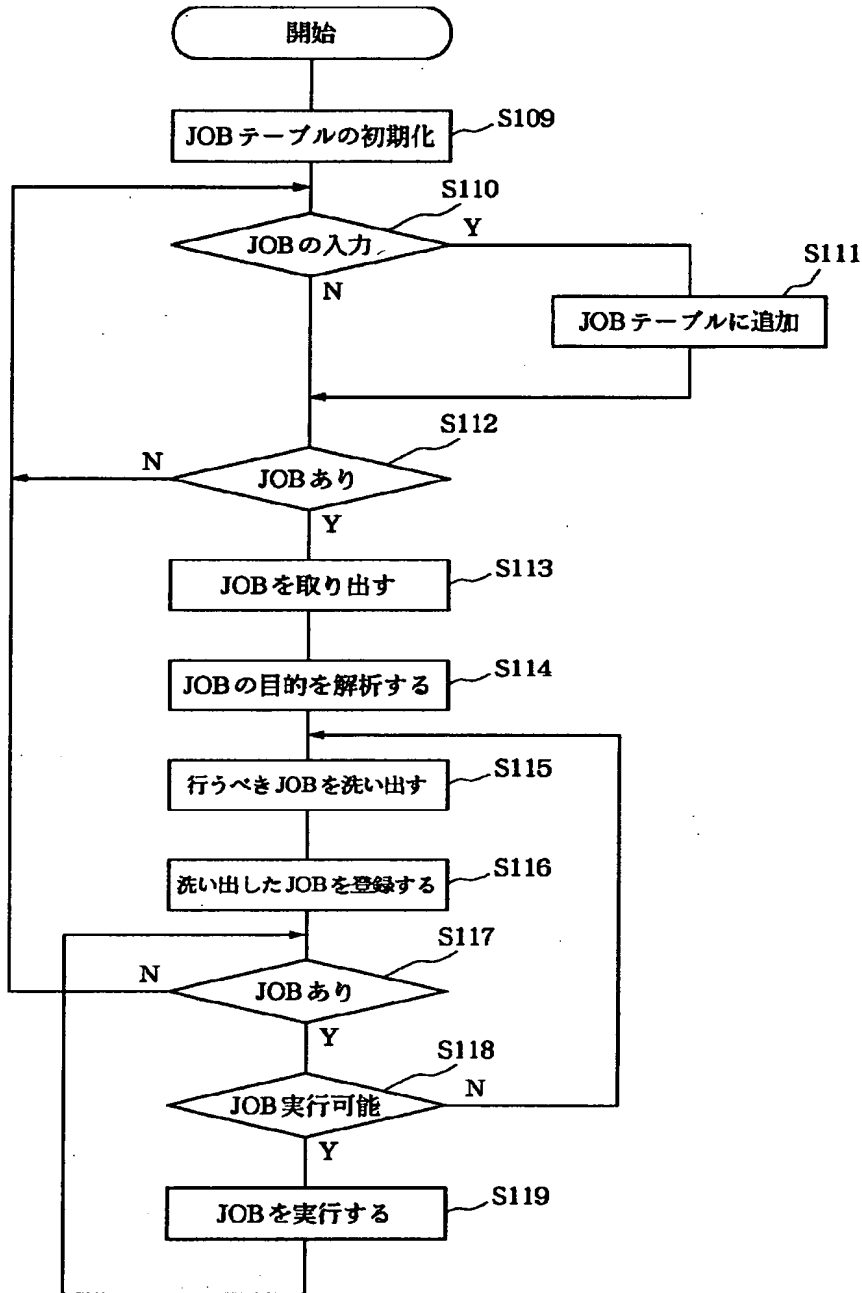 開始
JOBテーブルの初期化
S109
S110
JOBの入力
Y
N
S111
JOBテーブルに追加
S112
JOBあり
N
Y
JOBを取り出す
S113
JOBの目的を解析する
S114
行うべきJOBを洗い出す
S115
洗い出したJOBを登録する
S116
S117
JOBあり
N
Y
S118
JOB実行可能
N
Y
JOBを実行する
S119